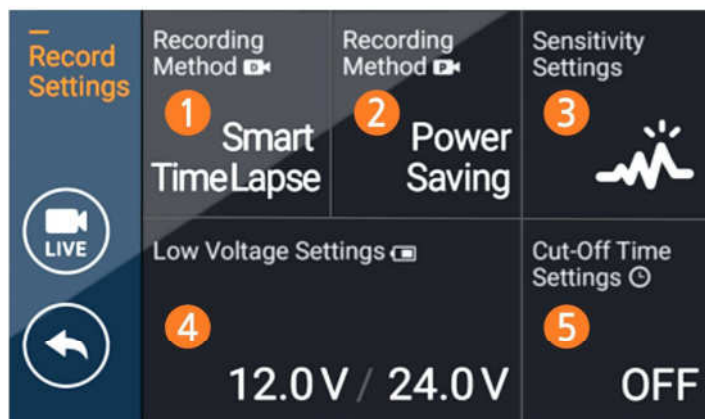 Record
Settings
LIVE
Recording
Method D
1
Smart
TimeLapse
Recording
Method P
2
Power
Saving
Sensitivity
Settings
3
Low Voltage Settings
4
12.0V / 24.0V
Cut-Off Time
Settings
5
OFF